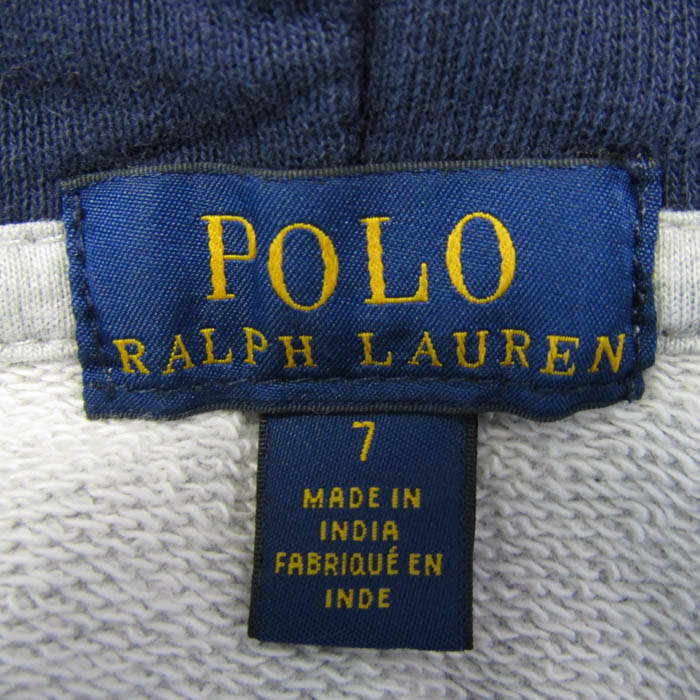 POLO
RALPH LAUREN
7
MADE IN
INDIA
FABRIQUÉ EN
INDE